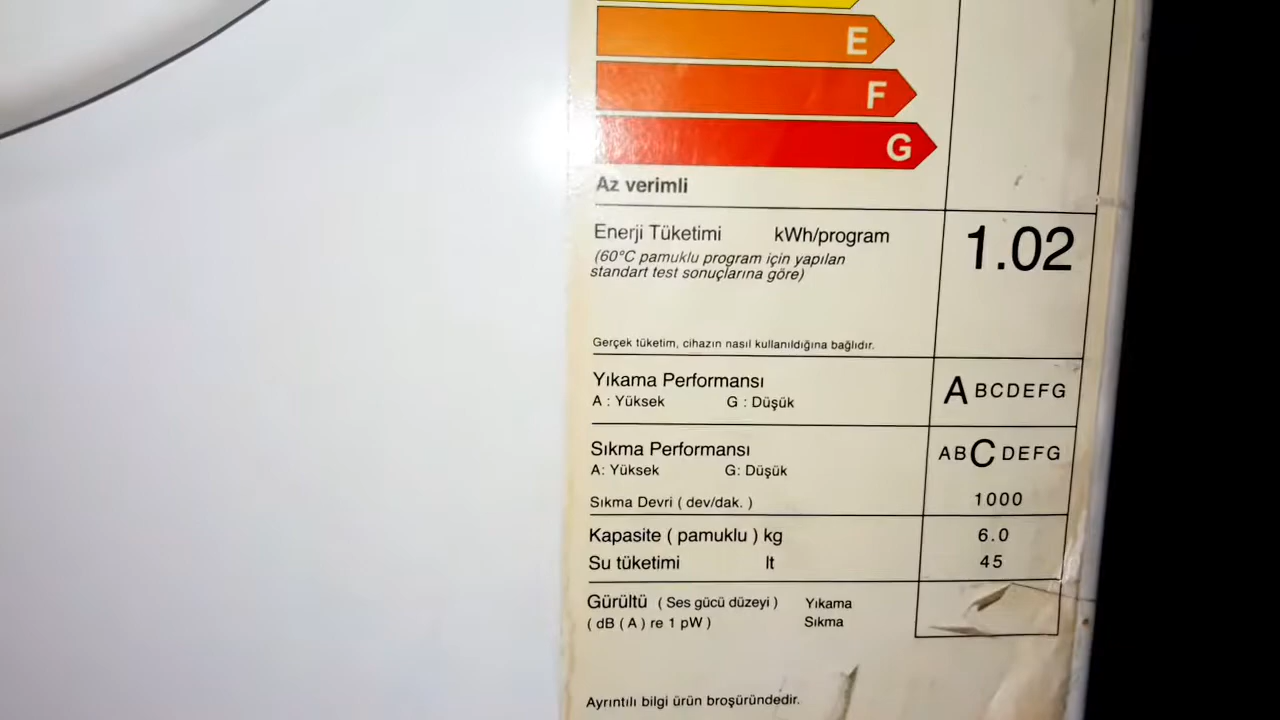 E
F
G
Az verimli
Enerji Tüketimi kWh/program 1.02
(60°C pamuklu program için yapılan
standart test sonuçlarına göre)
Gerçek tüketim, cihazın nasıl kullanıldığına bağlıdır.
Yıkama Performansı A BCDEFG
A : Yüksek G : Düşük
Sıkma Performansı AB C DEFG
A: Yüksek G: Düşük
Sıkma Devri ( dev/dak. ) 1000
Kapasite ( pamuklu ) kg 6.0
Su tüketimi lt 45
Gürültü ( Ses gücü düzeyi ) Yıkama
( dB ( A ) re 1 pW ) Sıkma
Ayrıntılı bilgi ürün broşüründedir.